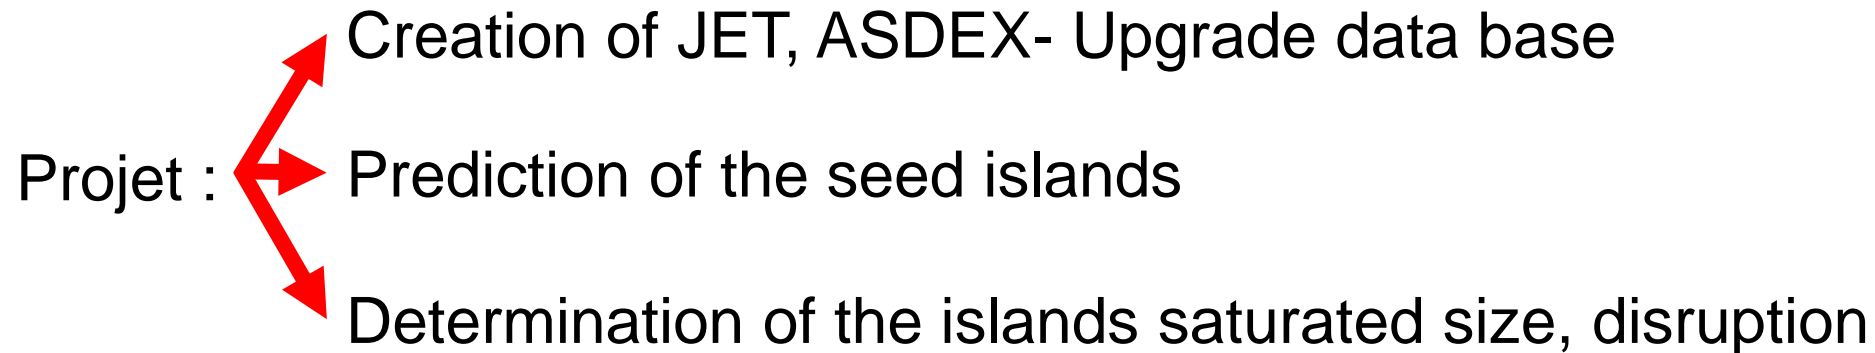 Creation of JET, ASDEX- Upgrade data base
Projet :
Prediction of the seed islands
Determination of the islands saturated size, disruption